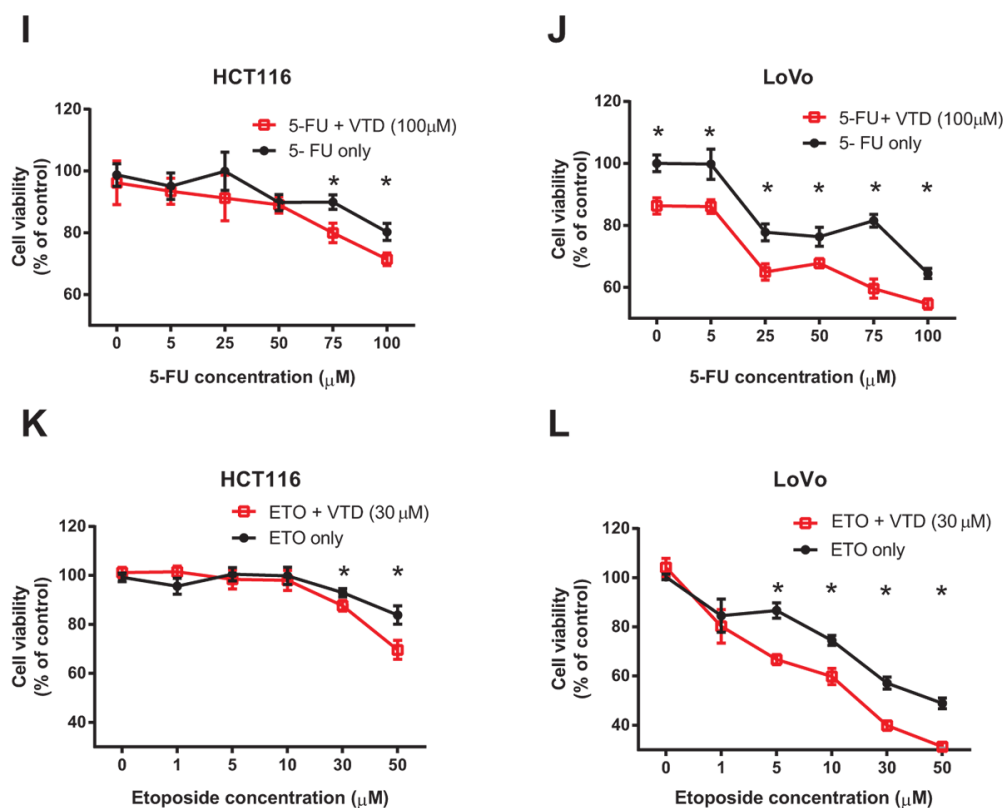 I
HCT116
5-FU + VTD (100μM)
5- FU only
Cell viability
(% of control)
120
100
80
60
* *
0 5 25 50 75 100
5-FU concentration (μM)
J
LoVo
5-FU+ VTD (100μM)
5- FU only
Cell viability
(% of control)
120
100
80
60
* * * * * *
0 5 25 50 75 100
5-FU concentration (μM)
K
HCT116
ETO + VTD (30 μM)
ETO only
Cell viability
(% of control)
120
100
80
60
40
* *
0 1 5 10 30 50
Etoposide concentration (μM)
L
LoVo
ETO + VTD (30 μM)
ETO only
Cell viability
(% of control)
120
100
80
60
40
* * * *
0 1 5 10 30 50
Etoposide concentration (μM)